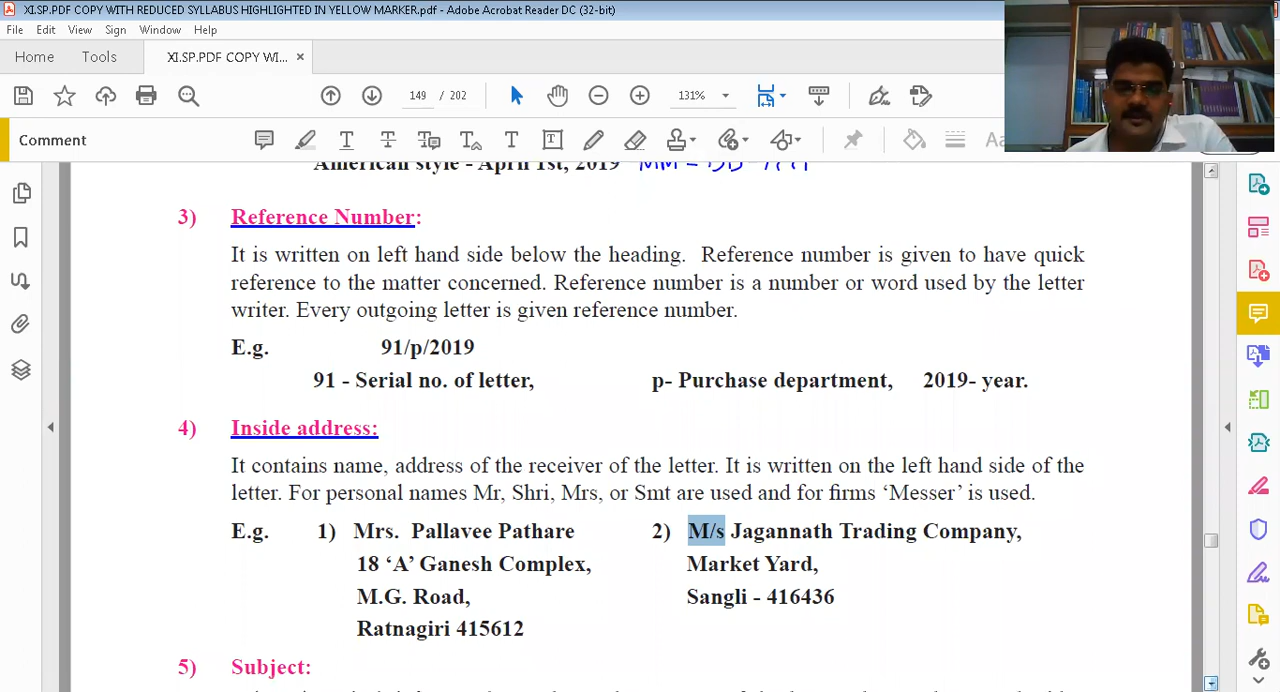 XI.SP.PDF COPY WITH REDUCED SYLLABUS HIGHLIGHTED IN YELLOW MARKER.pdf - Adobe Acrobat Reader DC (32-bit)
File Edit View Sign Window Help
Home Tools XI.SP.PDF COPY WI... ×
149 / 202 131%
Comment
American style - April 1st, 2019
3) Reference Number:
It is written on left hand side below the heading. Reference number is given to have quick
reference to the matter concerned. Reference number is a number or word used by the letter
writer. Every outgoing letter is given reference number.
E.g. 91/p/2019
91 - Serial no. of letter, p- Purchase department, 2019- year.
4) Inside address:
It contains name, address of the receiver of the letter. It is written on the left hand side of the
letter. For personal names Mr, Shri, Mrs, or Smt are used and for firms ‘Messer’ is used.
E.g. 1) Mrs. Pallavee Pathare 2) M/s Jagannath Trading Company,
18 ‘A’ Ganesh Complex, Market Yard,
M.G. Road, Sangli - 416436
Ratnagiri 415612
5) Subject: